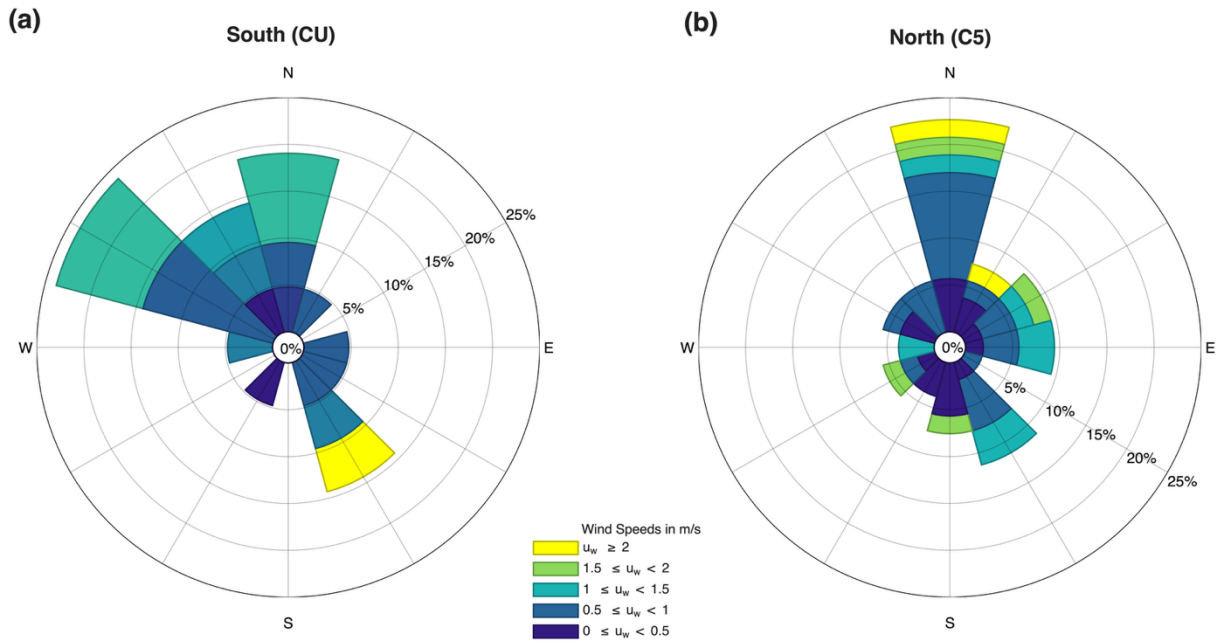 (a)
South (CU)
N
W
E
S
0%
5%
10%
15%
20%
25%
(b)
North (C5)
N
W
E
S
0%
5%
10%
15%
20%
25%
Wind Speeds in m/s
u_w ≥ 2
1.5 ≤ u_w < 2
1 ≤ u_w < 1.5
0.5 ≤ u_w < 1
0 ≤ u_w < 0.5